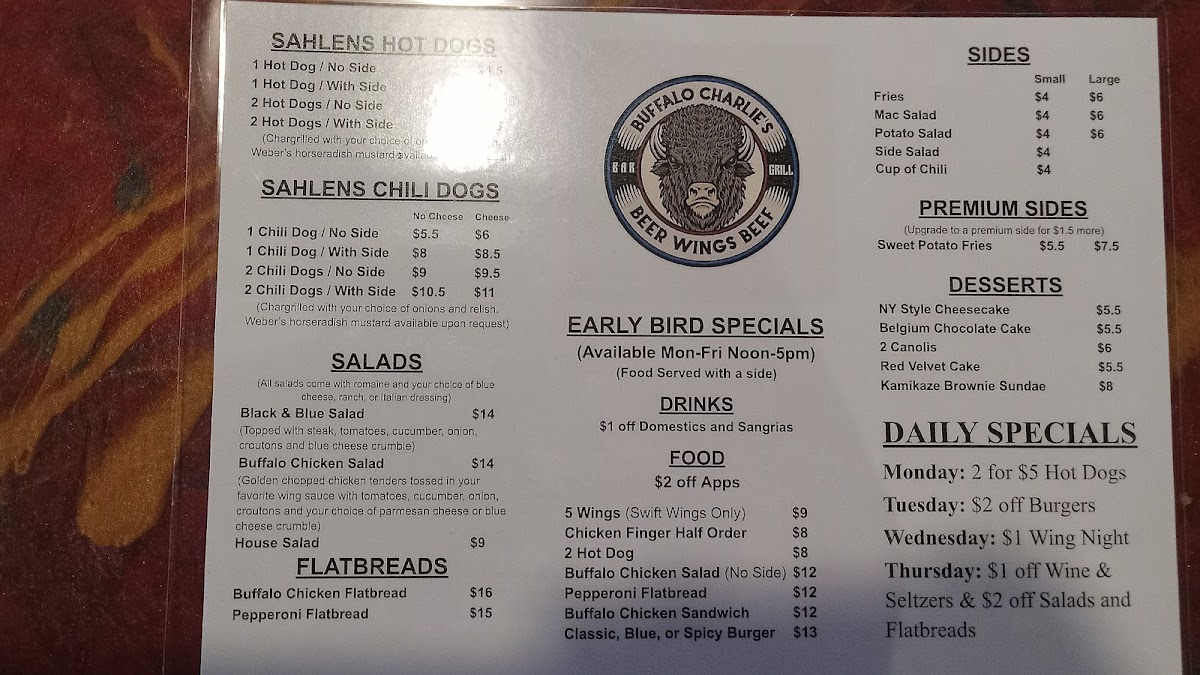 SAHLENS HOT DOGS
1 Hot Dog / No Side
1 Hot Dog / With Side
2 Hot Dogs / No Side
2 Hot Dogs / With Side
(Chargrilled with your choice of
Weber's horseradish mustard
SAHLENS CHILI DOGS
No Cheese Cheese
1 Chili Dog / No Side $5.5 $6
1 Chili Dog / With Side $8 $8.5
2 Chili Dogs / No Side $9 $9.5
2 Chili Dogs / With Side $10.5 $11
(Chargrilled with your choice of onions and relish.
Weber's horseradish mustard available upon request)
SALADS
(All salads come with romaine and your choice of blue
cheese, ranch, or Italian dressing)
Black & Blue Salad $14
(Topped with steak, tomatoes, cucumber, onion,
croutons and blue cheese crumble)
Buffalo Chicken Salad $14
(Golden chopped chicken tenders tossed in your
favorite wing sauce with tomatoes, cucumber, onion,
croutons and your choice of parmesan cheese or blue
cheese crumble)
House Salad $9
FLATBREADS
Buffalo Chicken Flatbread $16
Pepperoni Flatbread $15
BUFFALO CHARLIE'S
BAR GRILL
BEER WINGS BEEF
EARLY BIRD SPECIALS
(Available Mon-Fri Noon-5pm)
(Food Served with a side)
DRINKS
$1 off Domestics and Sangrias
FOOD
$2 off Apps
5 Wings (Swift Wings Only) $9
Chicken Finger Half Order $8
2 Hot Dog $8
Buffalo Chicken Salad (No Side) $12
Pepperoni Flatbread $12
Buffalo Chicken Sandwich $12
Classic, Blue, or Spicy Burger $13
SIDES
Small Large
Fries $4 $6
Mac Salad $4 $6
Potato Salad $4 $6
Side Salad $4
Cup of Chili $4
PREMIUM SIDES
(Upgrade to a premium side for $1.5 more)
Sweet Potato Fries $5.5 $7.5
DESSERTS
NY Style Cheesecake $5.5
Belgium Chocolate Cake $5.5
2 Canolis $6
Red Velvet Cake $5.5
Kamikaze Brownie Sundae $8
DAILY SPECIALS
Monday: 2 for $5 Hot Dogs
Tuesday: $2 off Burgers
Wednesday: $1 Wing Night
Thursday: $1 off Wine &
Seltzers & $2 off Salads and
Flatbreads